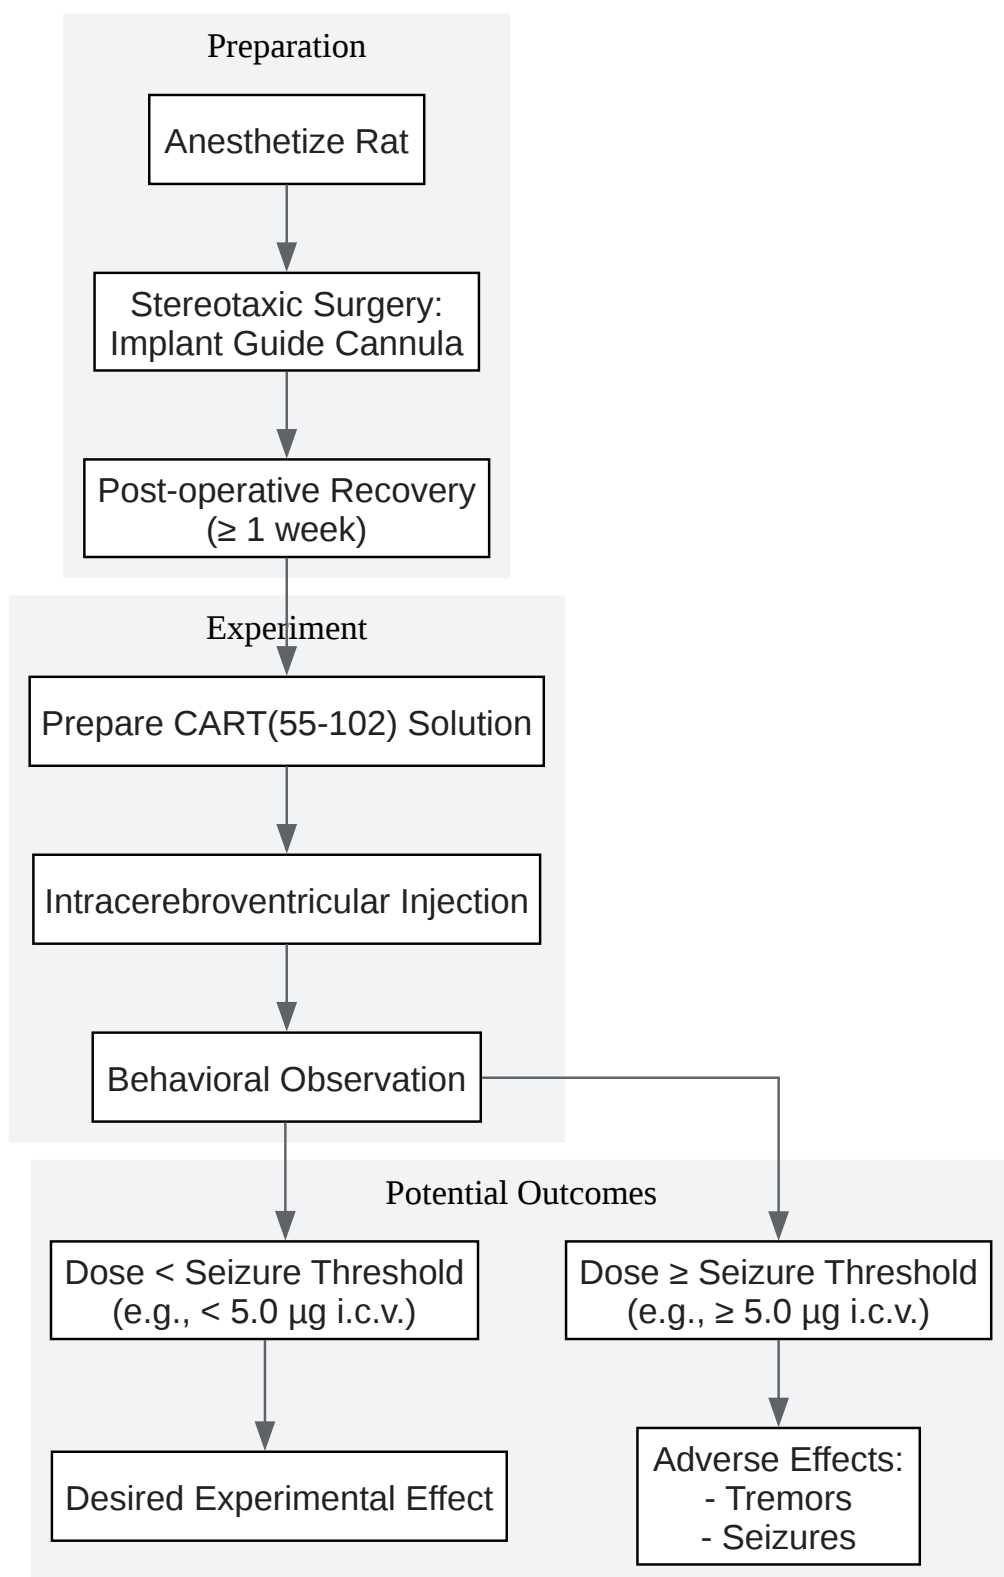 Preparation
Anesthetize Rat
Stereotaxic Surgery:
Implant Guide Cannula
Post-operative Recovery
(≥ 1 week)
Experiment
Prepare CART(55-102) Solution
Intracerebroventricular Injection
Behavioral Observation
Potential Outcomes
Dose < Seizure Threshold
(e.g., < 5.0 µg i.c.v.)
Dose ≥ Seizure Threshold
(e.g., ≥ 5.0 µg i.c.v.)
Desired Experimental Effect
Adverse Effects:
- Tremors
- Seizures